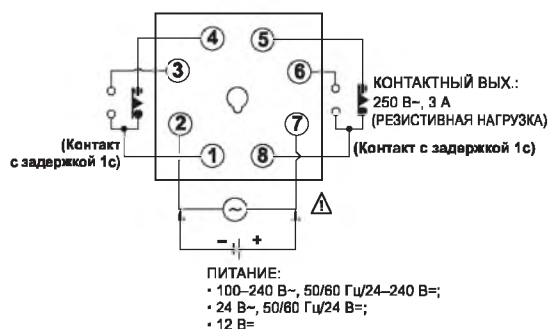 4 5
3 6
КОНТАКТНЫЙ ВЫХ.:
250 В~, 3 А
(РЕЗИСТИВНАЯ НАГРУЗКА)
2 7
(Контакт
с задержкой 1с)
1 8
(Контакт с задержкой 1с)
~
− +
ПИТАНИЕ:
• 100–240 В~, 50/60 Гц/24–240 В=;
• 24 В~, 50/60 Гц/24 В=;
• 12 В=